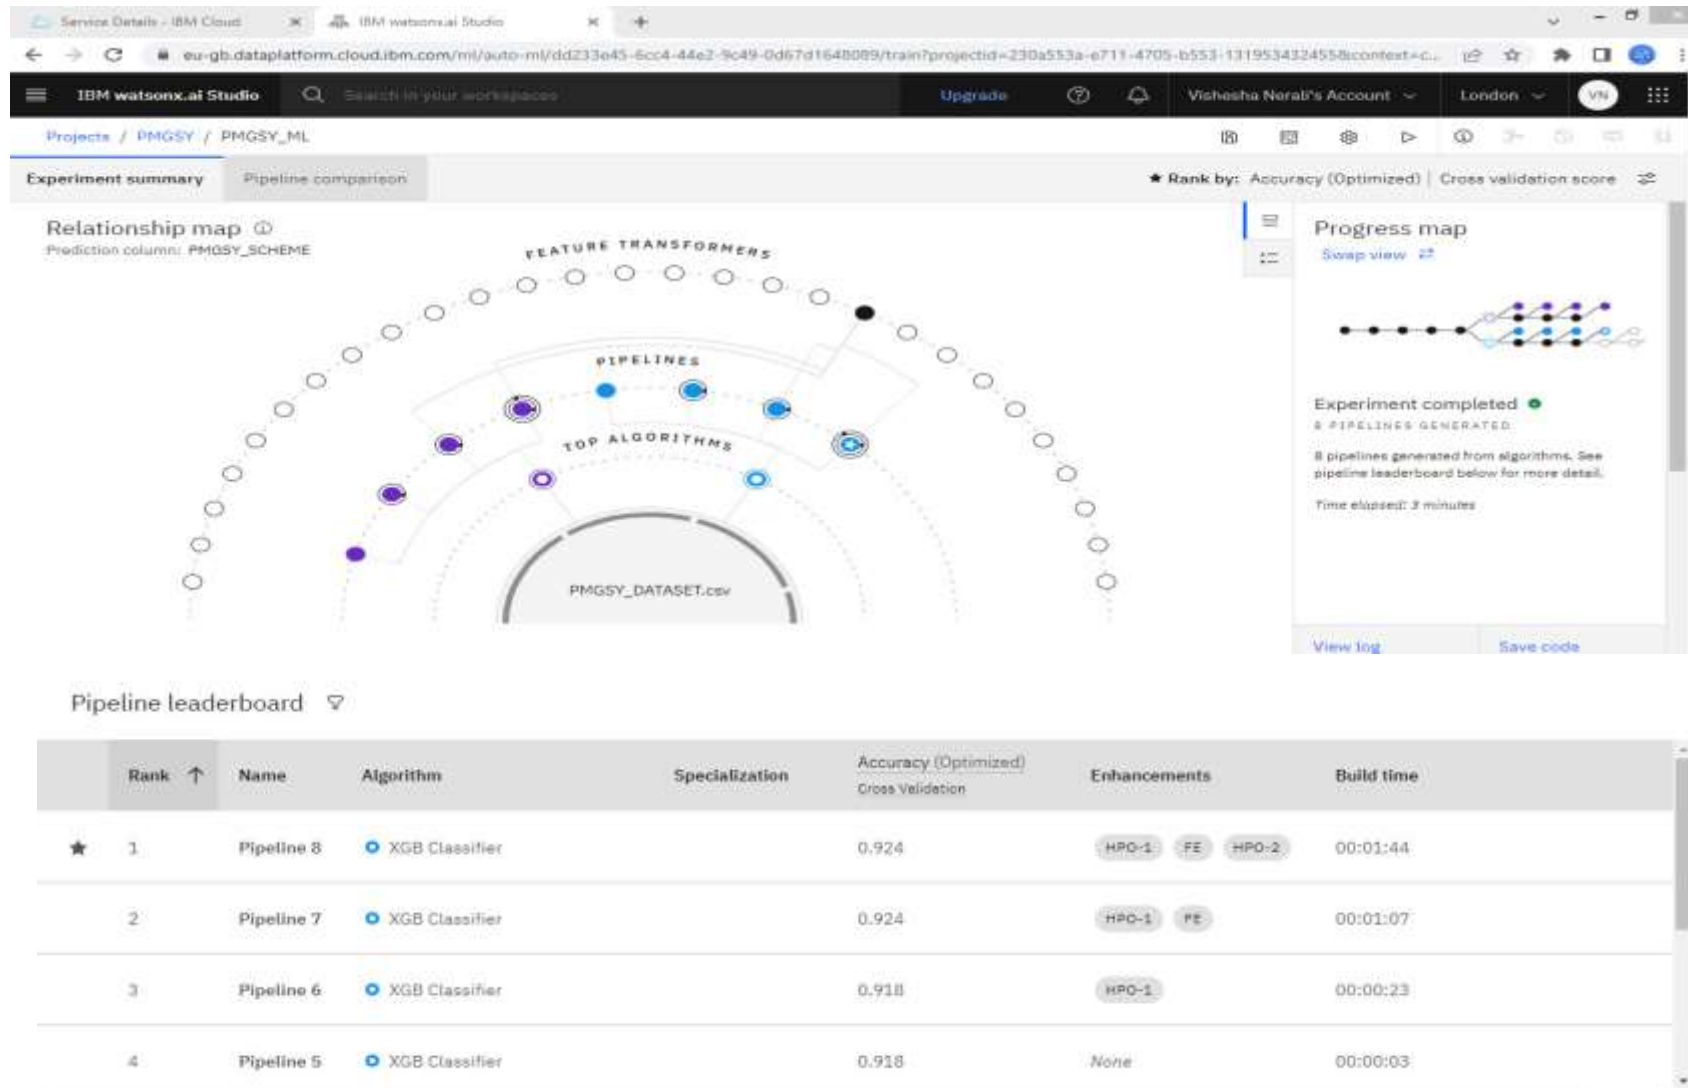 Service Details - IBM Cloud
IBM watsonx.ai Studio
IBM watsonx.ai Studio
Search in your workspaces
Upgrade
Vishesha Nerali's Account
London
VN
Projects / PMGSY / PMGSY_ML
Experiment summary
Pipeline comparison
Rank by: Accuracy (Optimized) | Cross validation score
Relationship map
Prediction column: PMGSY_SCHEME
FEATURE TRANSFORMERS
PIPELINES
TOP ALGORITHMS
PMGSY_DATASET.csv
Progress map
Swap view
Experiment completed
8 PIPELINES GENERATED
8 pipelines generated from algorithms. See
pipeline leaderboard below for more detail.
Time elapsed: 3 minutes
View log
Save code
Pipeline leaderboard
Rank Name Algorithm Specialization Accuracy (Optimized) Enhancements Build time
Cross Validation
1 Pipeline 8 XGB Classifier 0.924 HPO-1 FE HPO-2 00:01:44
2 Pipeline 7 XGB Classifier 0.924 HPO-1 FE 00:01:07
3 Pipeline 6 XGB Classifier 0.918 HPO-1 00:00:23
4 Pipeline 5 XGB Classifier 0.918 None 00:00:03